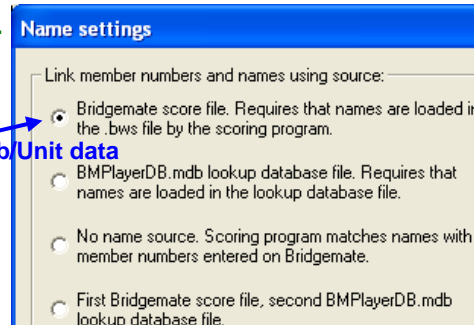 Name settings
Link member numbers and names using source:
Bridgemate score file. Requires that names are loaded
the .bws file by the scoring program.
/Unit data
BMPlayerDB.mdb lookup database file. Requires that
names are loaded in the lookup database file.
No name source. Scoring program matches names with
member numbers entered on Bridgemate.
First Bridgemate score file, second BMPlayerDB.mdb
lookup database file.